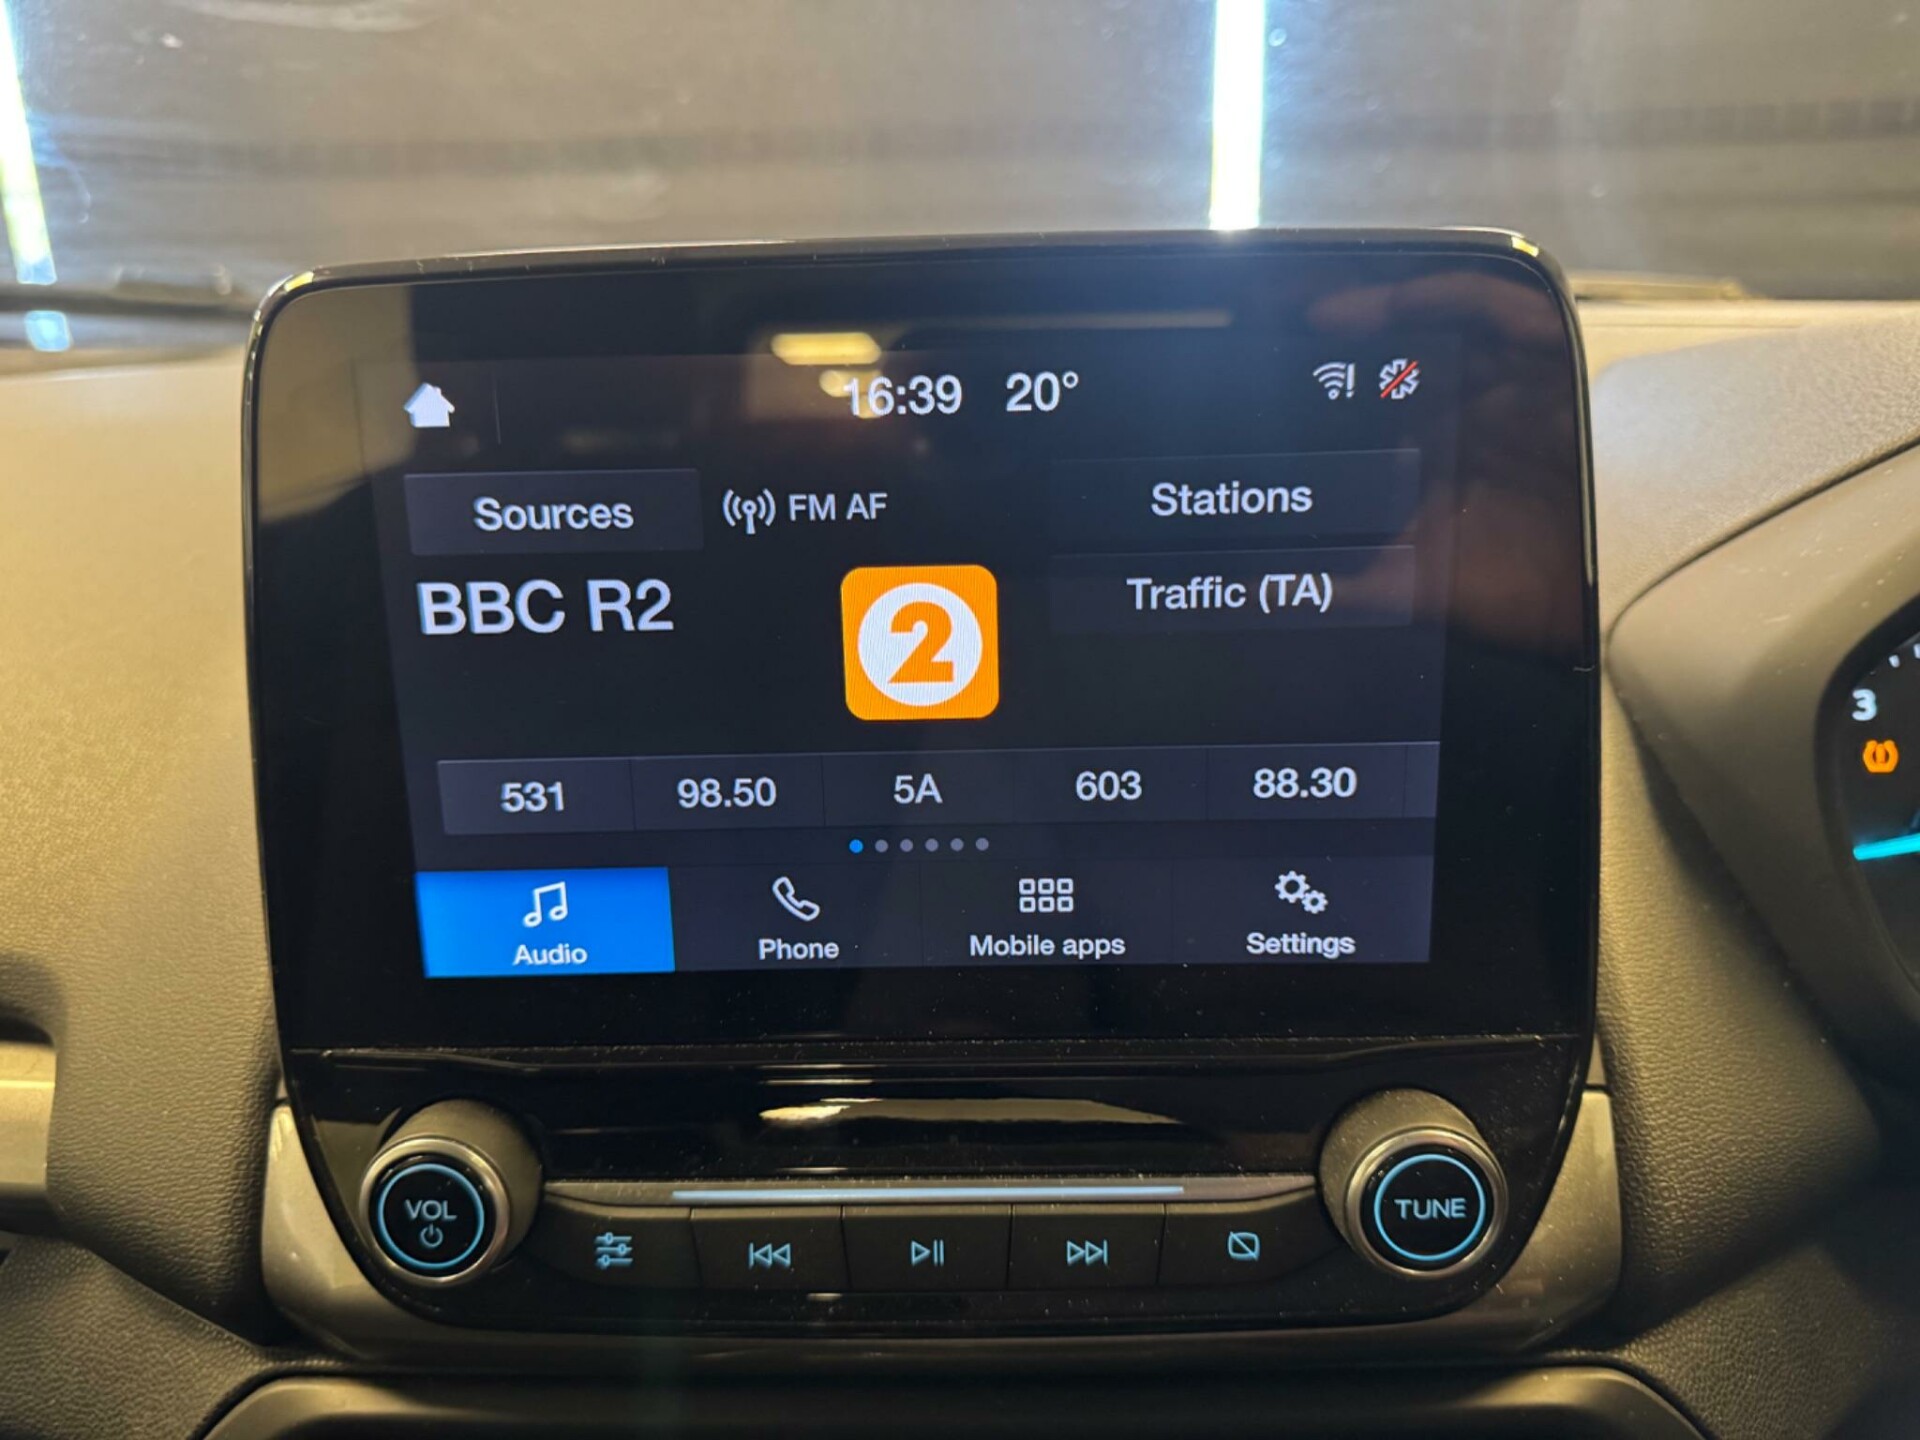 16:39 20°
Sources FM AF Stations
BBC R2 2 Traffic (TA)
531 98.50 5A 603 88.30
Audio Phone Mobile apps Settings
VOL TUNE
3